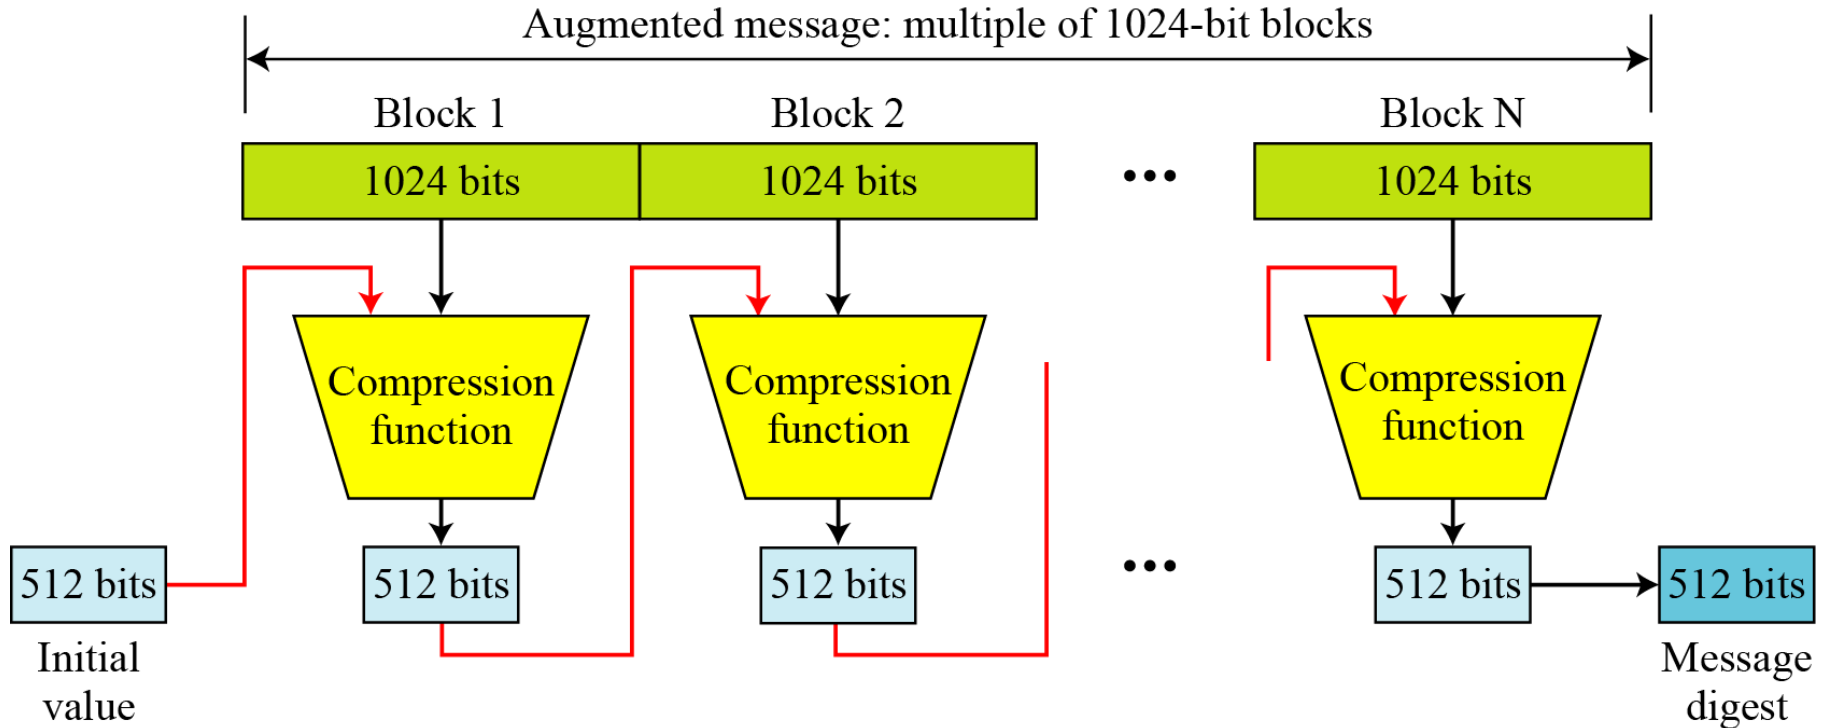 Augmented message: multiple of 1024-bit blocks
Block 1
Block 2
Block N
1024 bits
1024 bits
•••
1024 bits
Compression
function
Compression
function
Compression
function
512 bits
512 bits
512 bits
•••
512 bits
512 bits
Initial
value
Message
digest